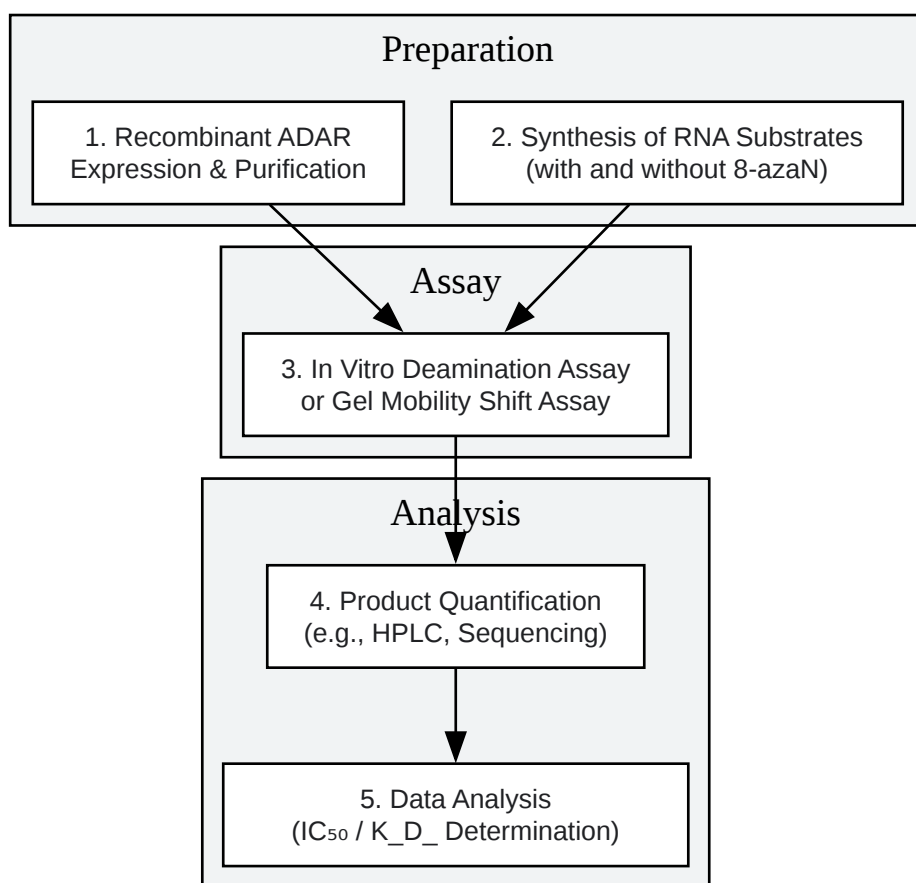 Preparation
1. Recombinant ADAR
Expression & Purification
2. Synthesis of RNA Substrates
(with and without 8-azaN)
Assay
3. In Vitro Deamination Assay
or Gel Mobility Shift Assay
Analysis
4. Product Quantification
(e.g., HPLC, Sequencing)
5. Data Analysis
(IC₅₀ / K_D_ Determination)